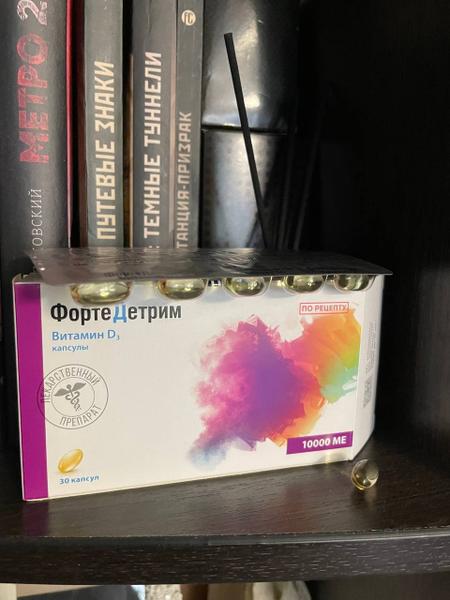 МЕТРО 2
ПУТЕВЫЕ ЗНАКИ
ТЕМНЫЕ ТУННЕЛИ
СТАНЦИЯ-ПРИЗРАК
ФортеДетрим
Витамин D₃
капсулы
ПО РЕЦЕПТУ
ЛЕКАРСТВЕННЫЙ
ПРЕПАРАТ
10000 МЕ
30 капсул